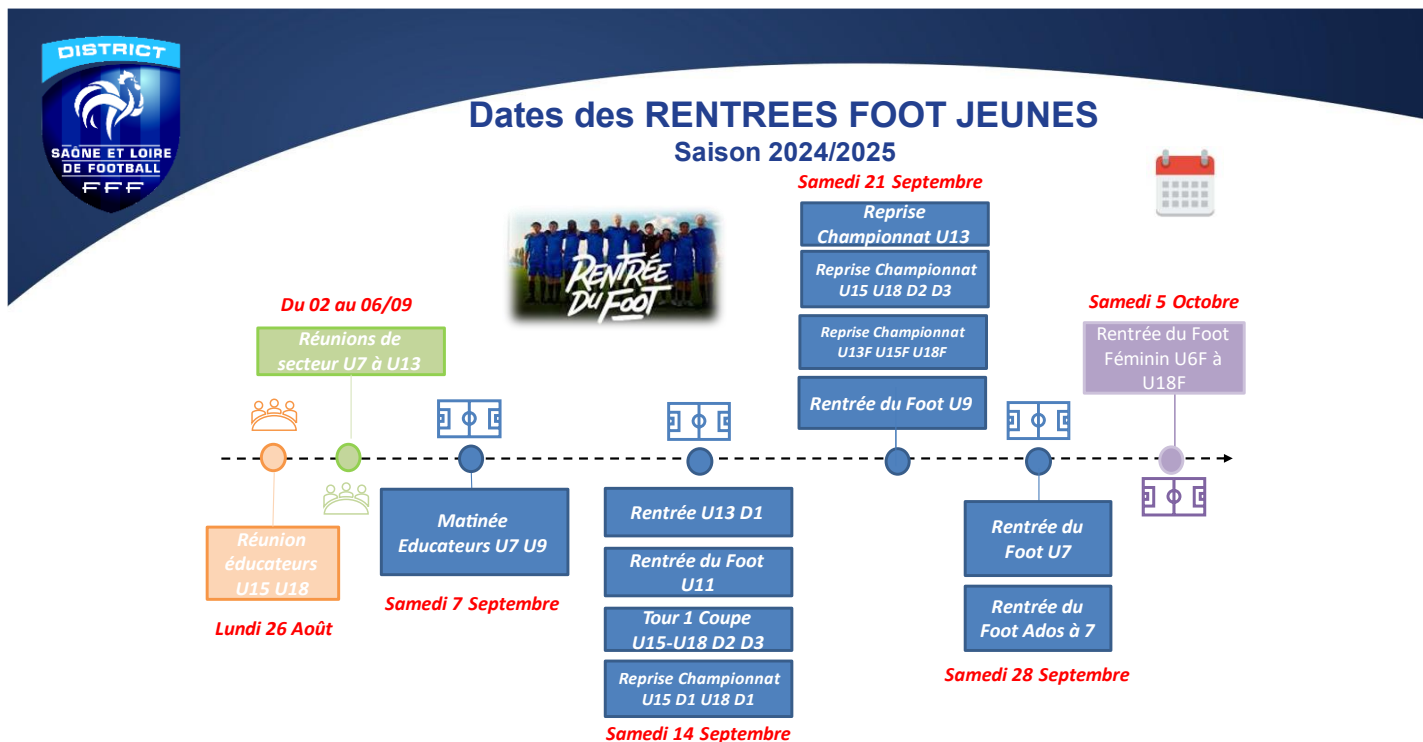 DISTRICT
SAÔNE ET LOIRE
DE FOOTBALL
FFF
Dates des RENTREES FOOT JEUNES
Saison 2024/2025
RENTRÉE
DU FOOT
Lundi 26 Août
Réunion
éducateurs
U15 U18
Du 02 au 06/09
Réunions de
secteur U7 à U13
Matinée
Educateurs U7 U9
Samedi 7 Septembre
Rentrée U13 D1
Rentrée du Foot
U11
Tour 1 Coupe
U15-U18 D2 D3
Reprise Championnat
U15 D1 U18 D1
Samedi 14 Septembre
Samedi 21 Septembre
Reprise
Championnat U13
Reprise Championnat
U15 U18 D2 D3
Reprise Championnat
U13F U15F U18F
Rentrée du Foot U9
Rentrée du
Foot U7
Rentrée du
Foot Ados à 7
Samedi 28 Septembre
Samedi 5 Octobre
Rentrée du Foot
Féminin U6F à
U18F